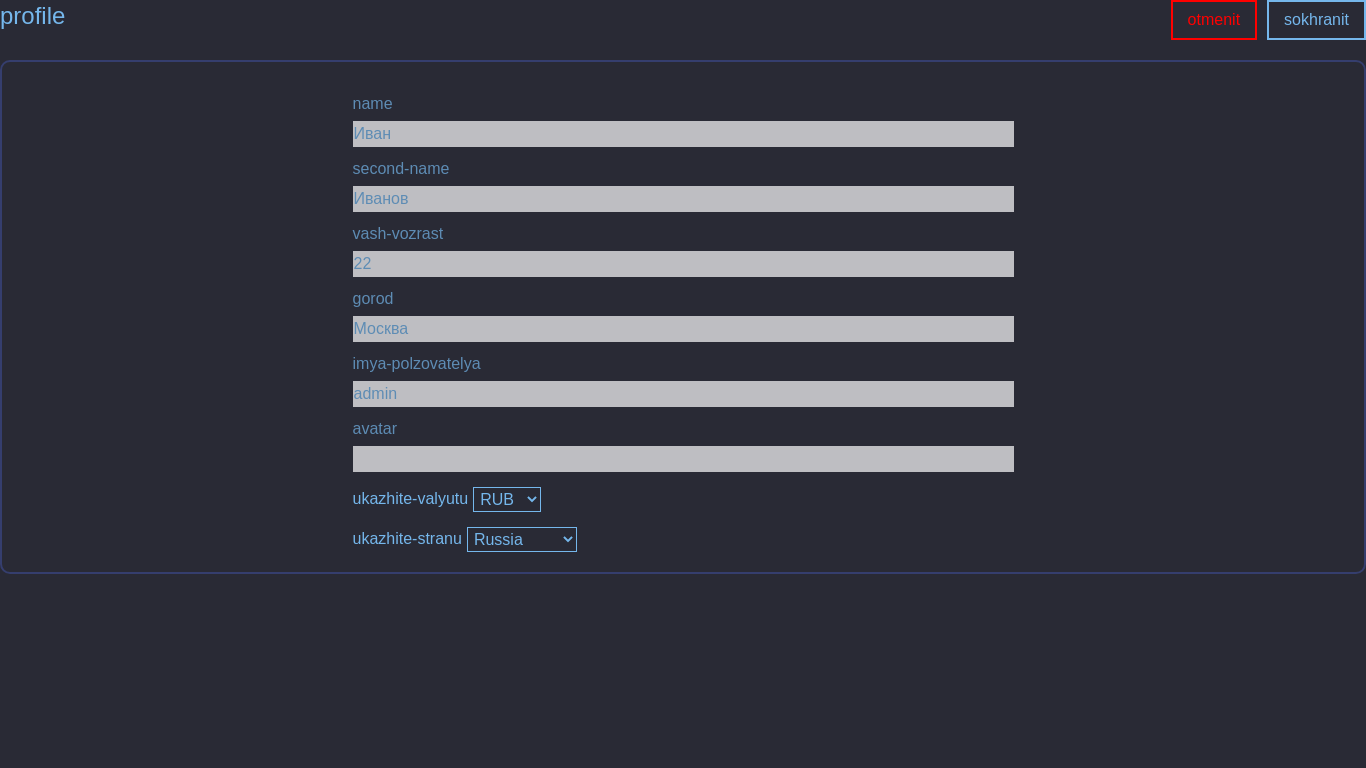 profile
otmenit
sokhranit
name
Иван
second-name
Иванов
vash-vozrast
22
gorod
Москва
imya-polzovatelya
admin
avatar
ukazhite-valyutu RUB
ukazhite-stranu Russia